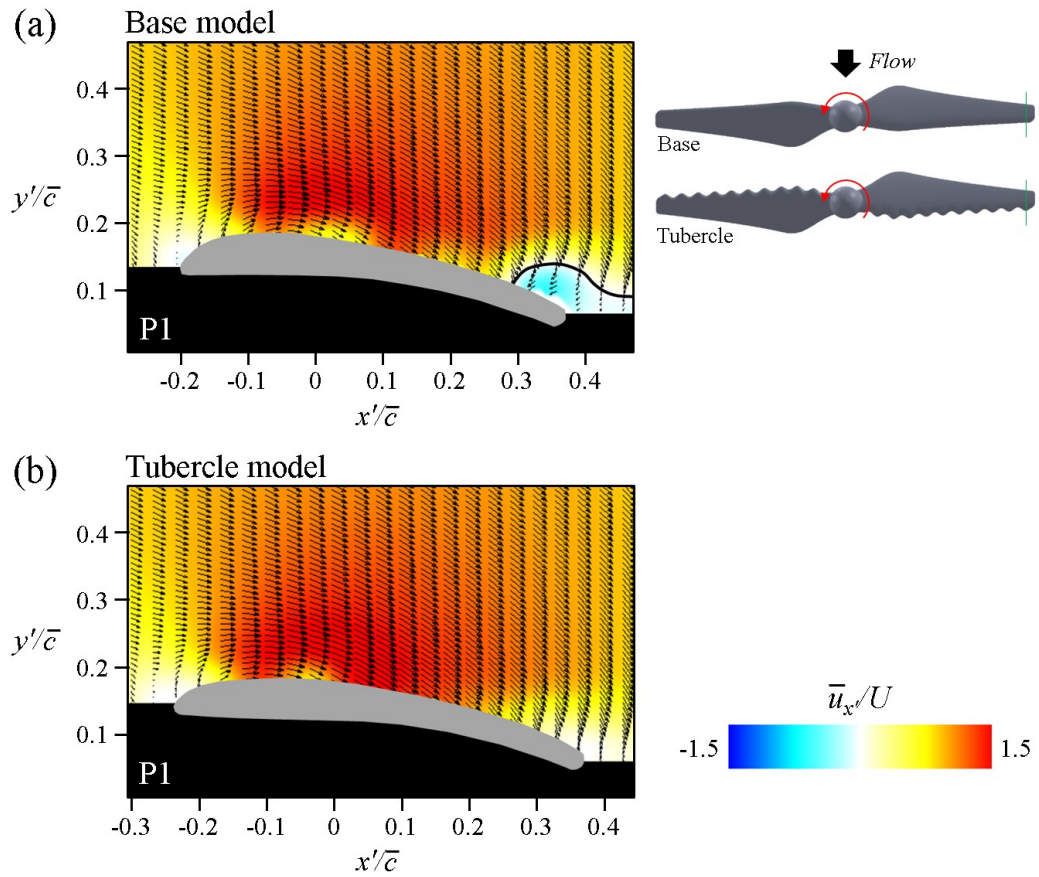 (a) Base model
0.4
0.3
y'/c̄
0.2
0.1
P1
-0.2 -0.1 0 0.1 0.2 0.3 0.4
x'/c̄
Flow
Base
Tubercle
(b) Tubercle model
0.4
0.3
y'/c̄
0.2
0.1
P1
-0.3 -0.2 -0.1 0 0.1 0.2 0.3 0.4
x'/c̄
ū_x'/U
-1.5 1.5